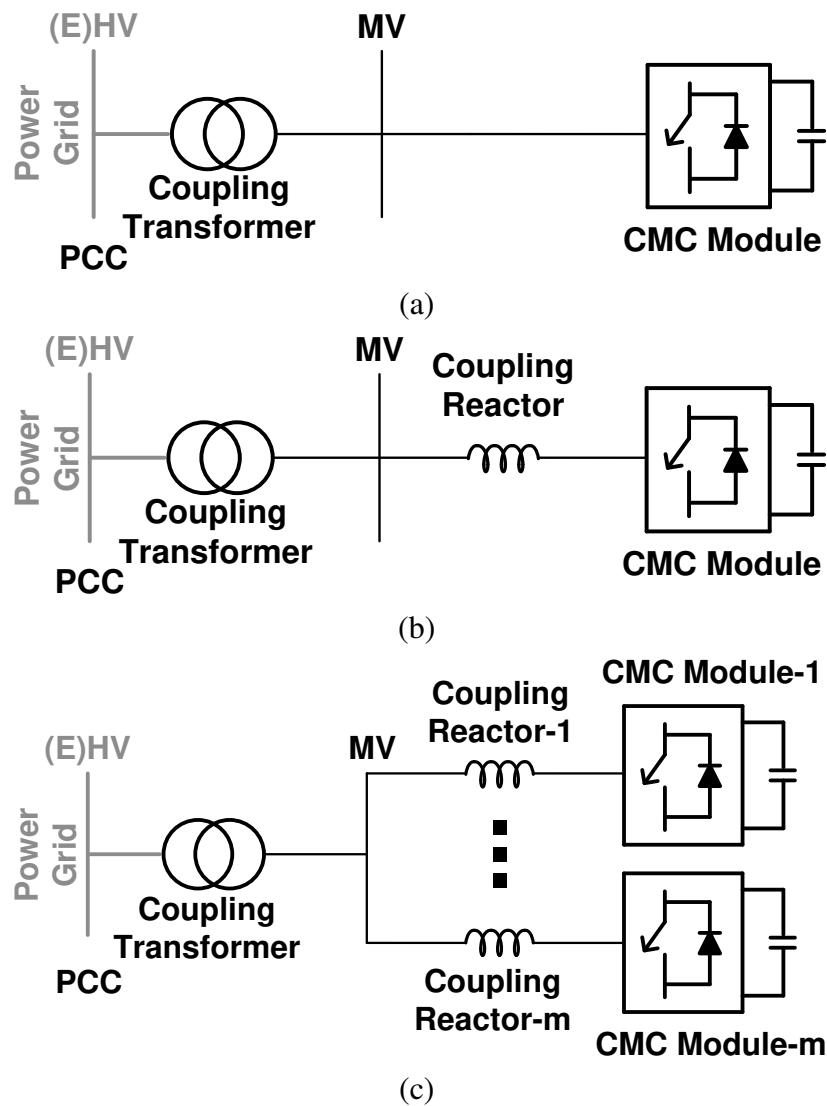 (E)HV
MV
Power
Grid
Coupling
Transformer
PCC
CMC Module
(a)
(E)HV
MV
Coupling
Reactor
Power
Grid
Coupling
Transformer
PCC
CMC Module
(b)
CMC Module-1
Coupling
Reactor-1
(E)HV
MV
Power
Grid
Coupling
Transformer
PCC
Coupling
Reactor-m
CMC Module-m
(c)